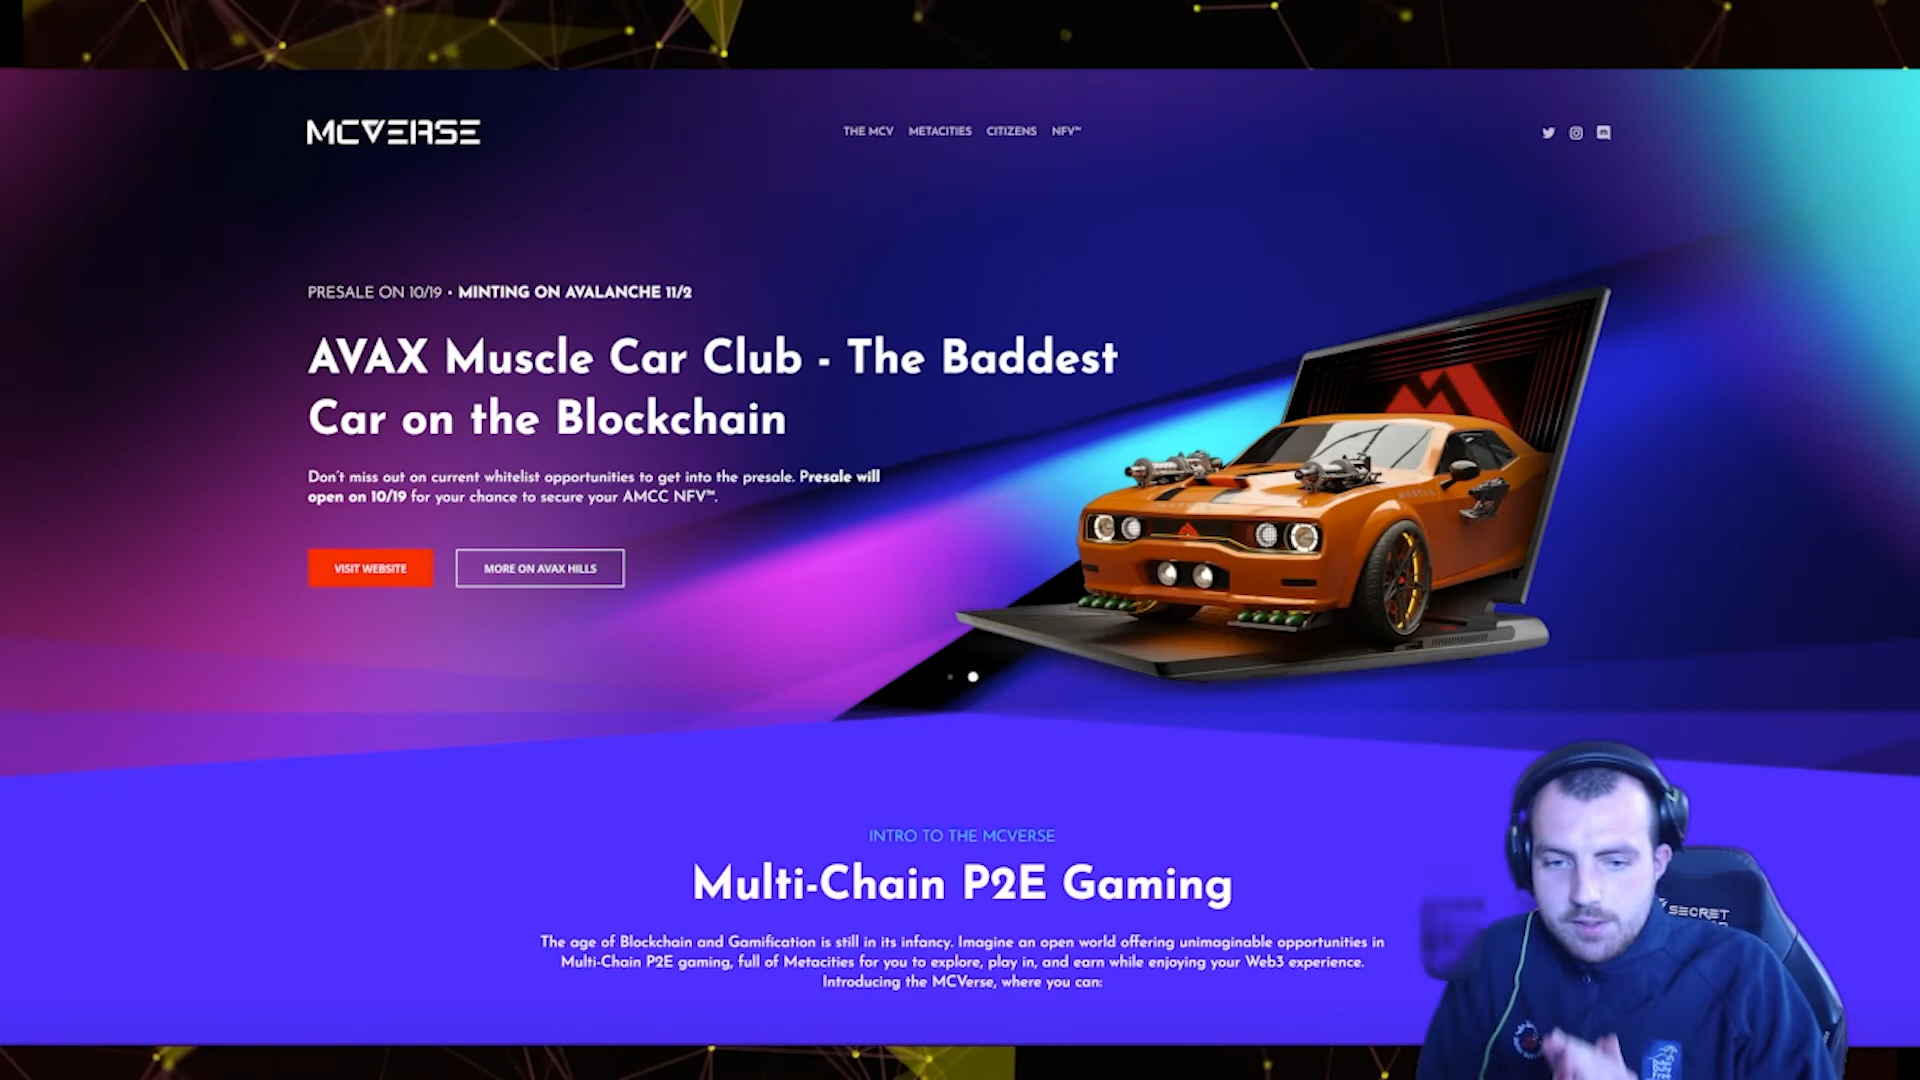 MCVERSE
THE MCV METACITIES CITIZENS NFV™
PRESALE ON 10/19 • MINTING ON AVALANCHE 11/2
AVAX Muscle Car Club - The Baddest
Car on the Blockchain
Don't miss out on current whitelist opportunities to get into the presale. Presale will
open on 10/19 for your chance to secure your AMCC NFV™.
VISIT WEBSITE
MORE ON AVAX HILLS
INTRO TO THE MCVERSE
Multi-Chain P2E Gaming
The age of Blockchain and Gamification is still in its infancy. Imagine an open world offering unimaginable opportunities in
Multi-Chain P2E gaming, full of Metacities for you to explore, play in, and earn while enjoying your Web3 experience.
Introducing the MCVerse, where you can:
SECRET